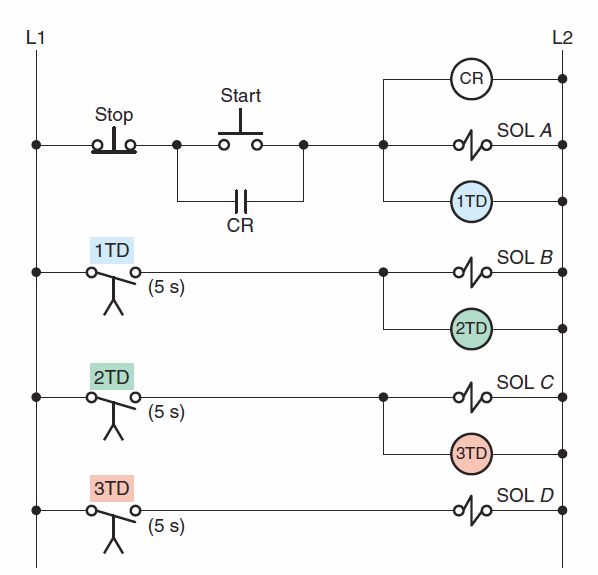 L1
L2
CR
Start
Stop
SOL A
1TD
CR
1TD
SOL B
(5 s)
2TD
2TD
SOL C
(5 s)
3TD
3TD
SOL D
(5 s)